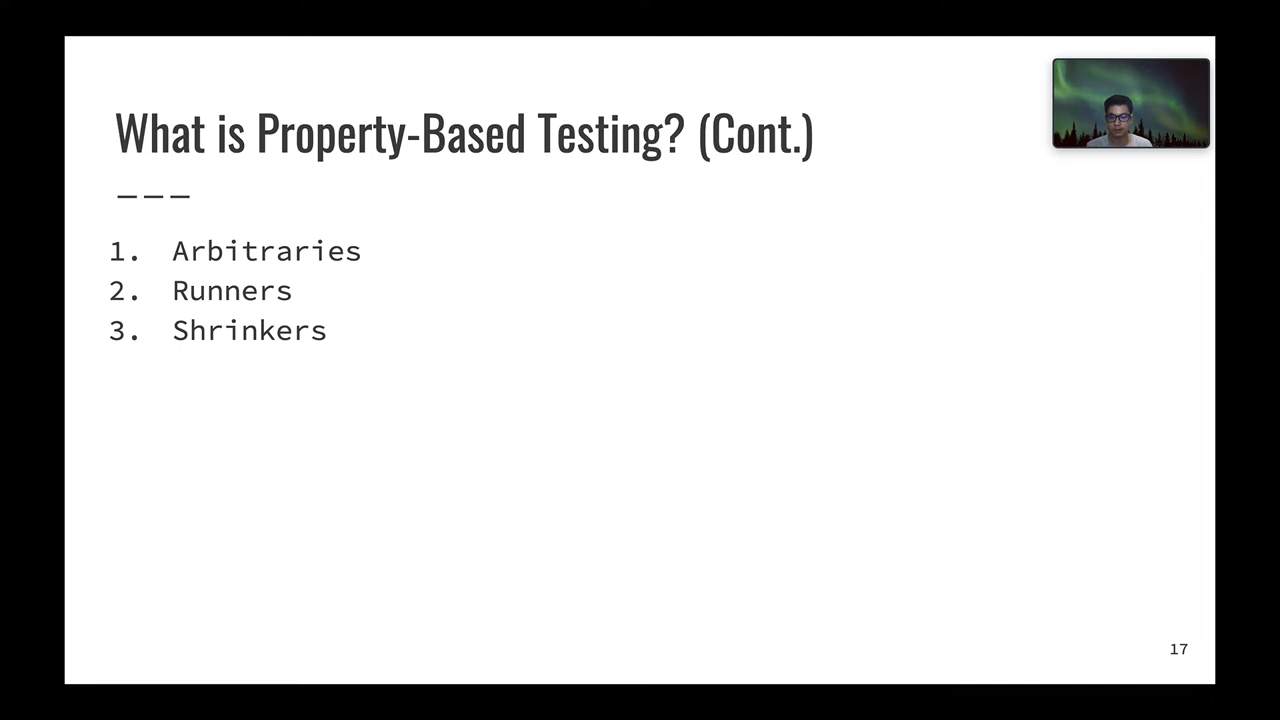 What is Property-Based Testing? (Cont.)
———
1. Arbitraries
2. Runners
3. Shrinkers
17